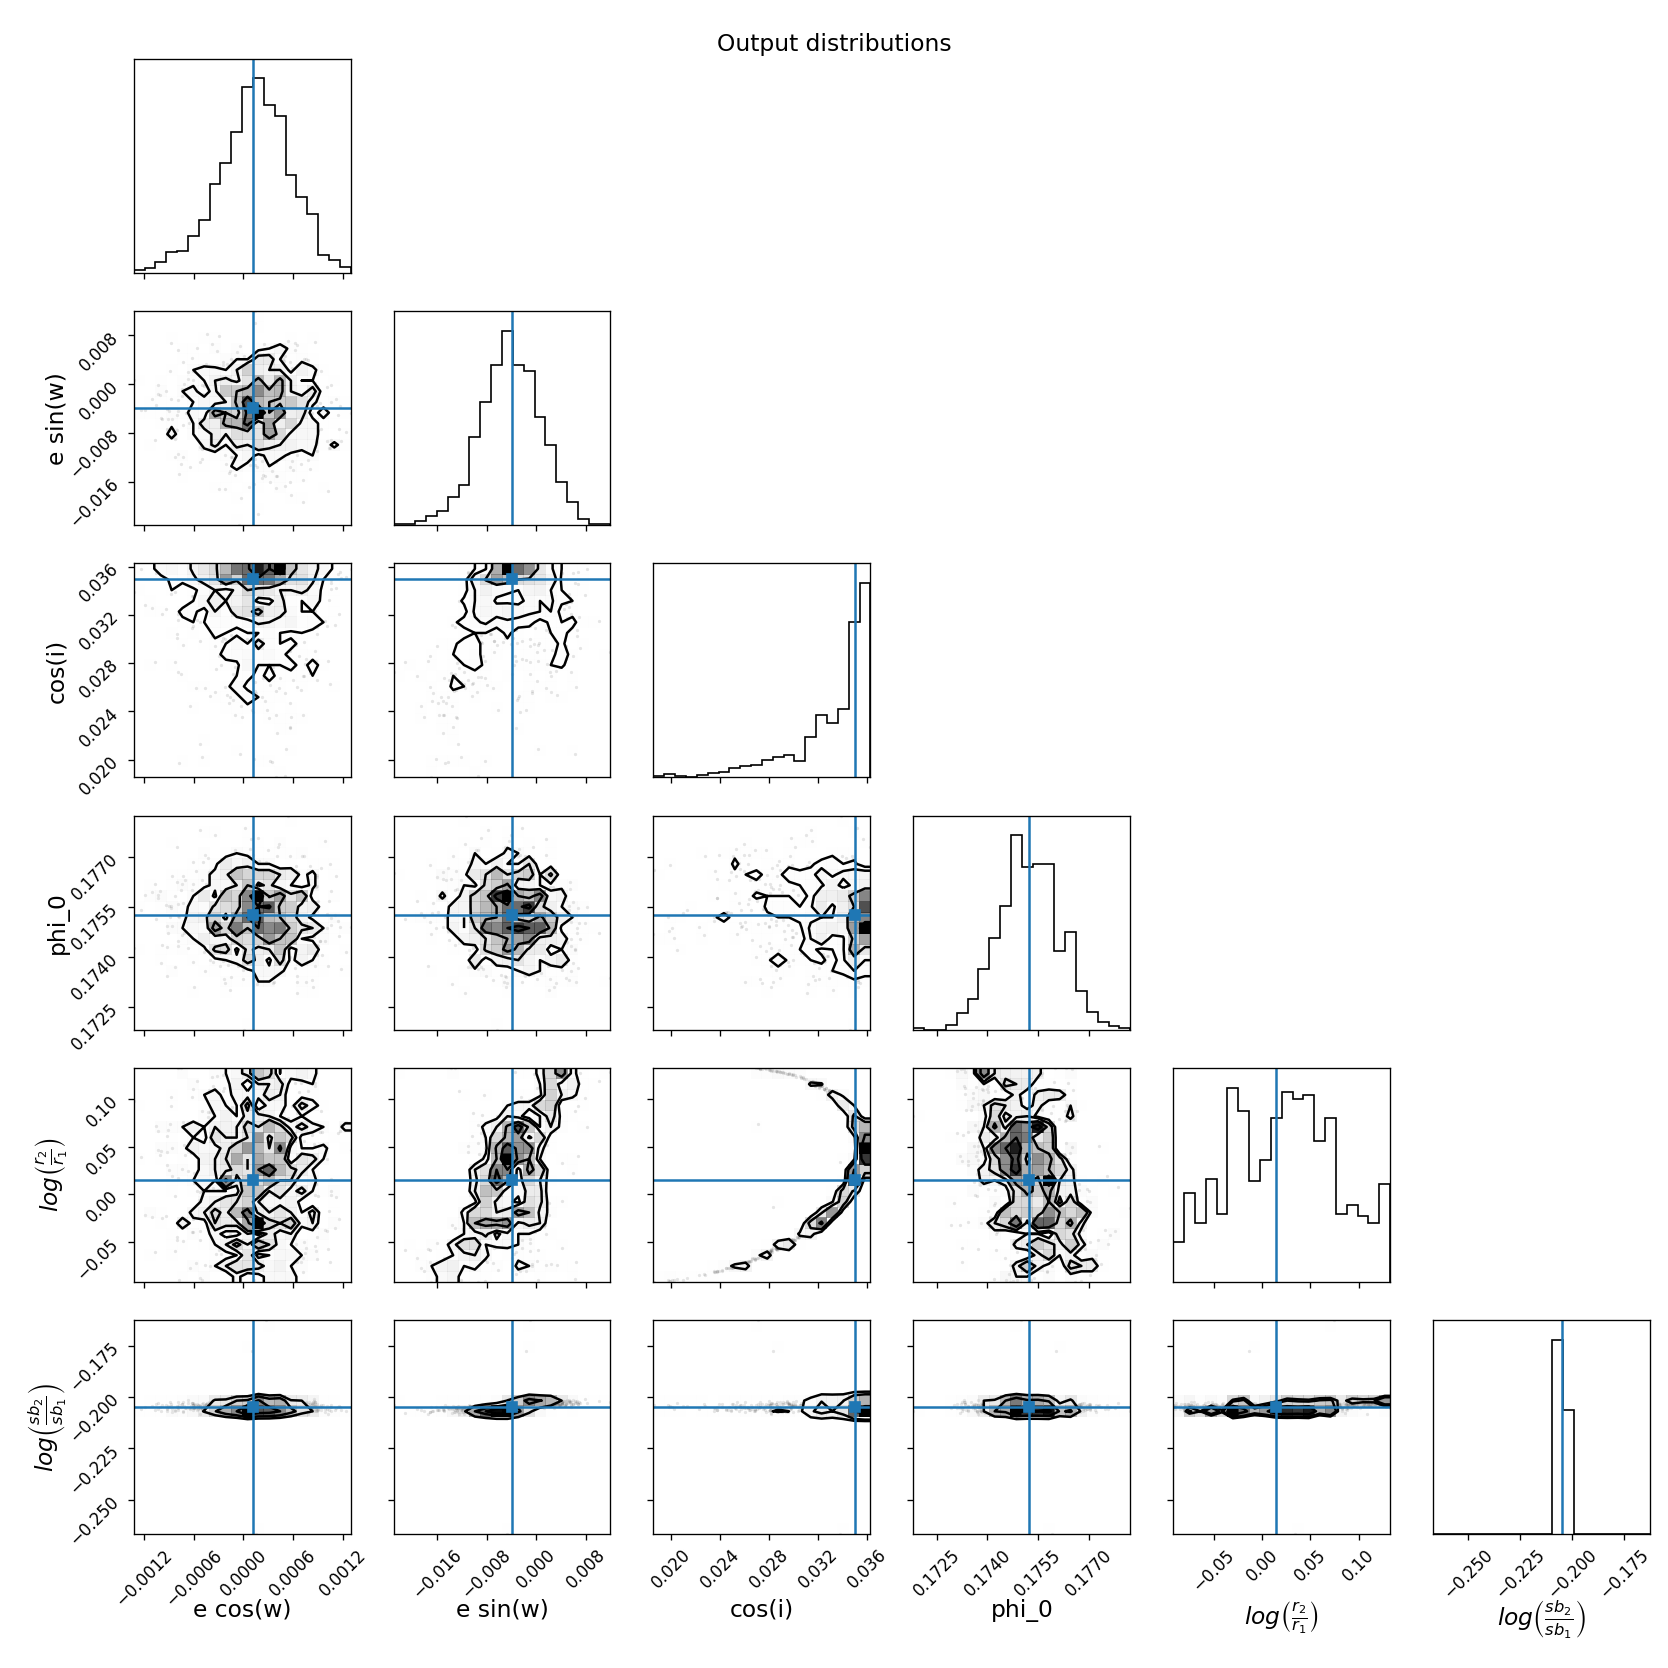 Output distributions
e sin(w)
0.008
0.000
−0.008
−0.016
cos(i)
0.036
0.032
0.028
0.024
0.020
phi_0
0.1770
0.1755
0.1740
0.1725
log(r2/r1)
0.10
0.05
0.00
−0.05
log(sb2/sb1)
−0.175
−0.200
−0.225
−0.250
−0.0012 −0.0006 0.0000 0.0006 0.0012
e cos(w)
−0.016 −0.008 0.000 0.008
e sin(w)
0.020 0.024 0.028 0.032 0.036
cos(i)
0.1725 0.1740 0.1755 0.1770
phi_0
−0.05 0.00 0.05 0.10
log(r2/r1)
−0.250 −0.225 −0.200 −0.175
log(sb2/sb1)